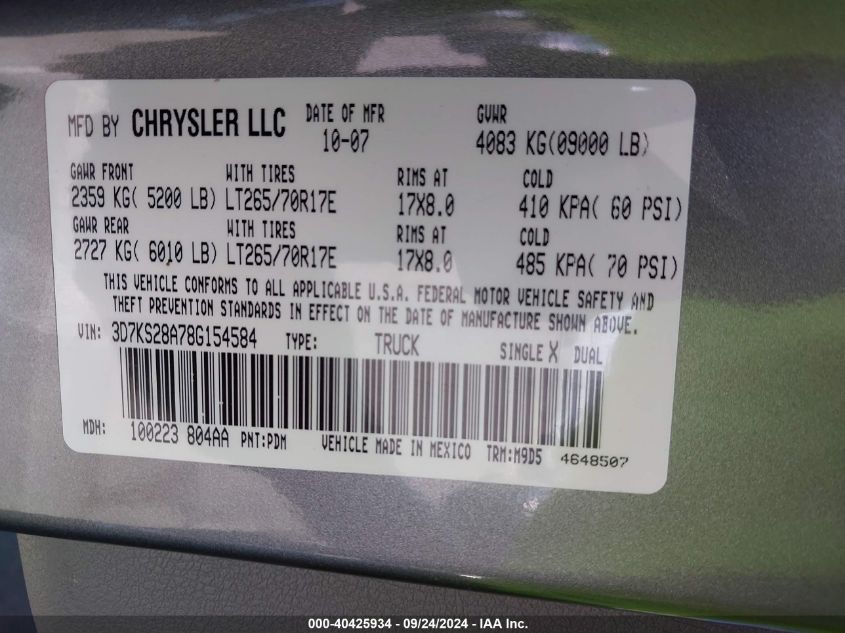 MFD BY CHRYSLER LLC DATE OF MFR GVWR
10-07 4083 KG(09000 LB)
GAWR FRONT WITH TIRES RIMS AT COLD
2359 KG( 5200 LB) LT265/70R17E 17X8.0 410 KPA( 60 PSI)
GAWR REAR WITH TIRES RIMS AT COLD
2727 KG( 6010 LB) LT265/70R17E 17X8.0 485 KPA( 70 PSI)
THIS VEHICLE CONFORMS TO ALL APPLICABLE U.S.A. FEDERAL MOTOR VEHICLE SAFETY AND
THEFT PREVENTION STANDARDS IN EFFECT ON THE DATE OF MANUFACTURE SHOWN ABOVE.
VIN: 3D7KS28A78G154584 TYPE: TRUCK SINGLE X DUAL
MDH: 100223 804AA PNT:PDM VEHICLE MADE IN MEXICO TRM:M9D5 4648507
000-40425934 - 09/24/2024 - IAA Inc.